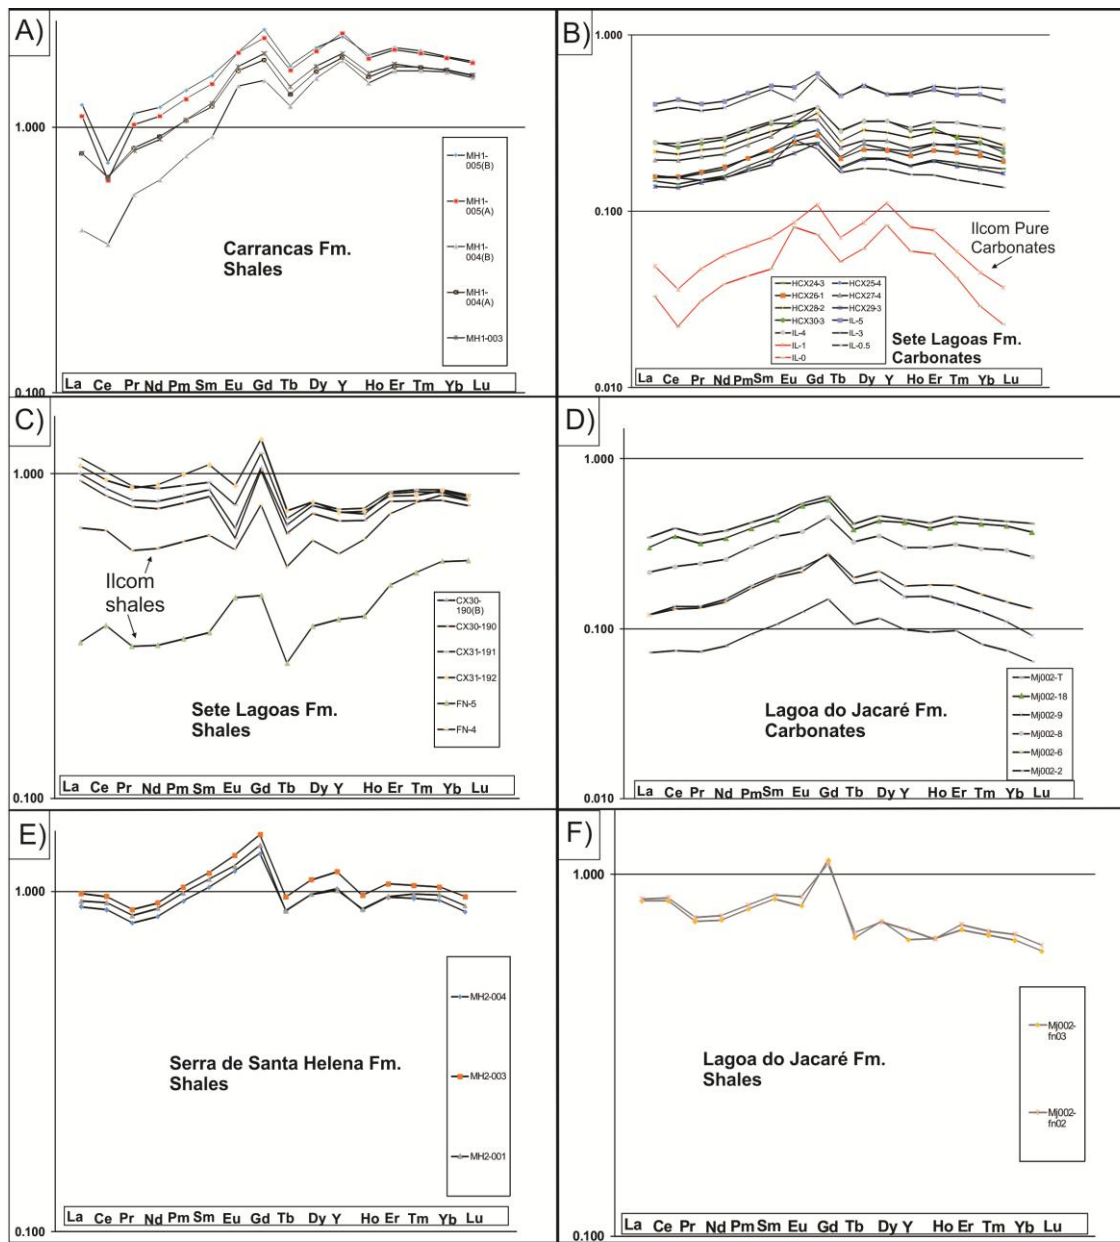 A)
1.000
MH1-
005(B)
MH1-
005(A)
MH1-
004(B)
MH1-
004(A)
MH1-003
Carrancas Fm.
Shales
0.100
La Ce Pr Nd Pm Sm Eu Gd Tb Dy Y Ho Er Tm Yb Lu
B)
1.000
0.100
Ilcom Pure
Carbonates
HCX24-3 HCX25-4
HCX26-1 HCX27-4
HCX28-2 HCX29-3
HCX30-3 IL-5
IL-4 IL-3
IL-1 IL-0.5
IL-0
Sete Lagoas Fm.
Carbonates
0.010
La Ce Pr Nd Pm Sm Eu Gd Tb Dy Y Ho Er Tm Yb Lu
C)
1.000
Ilcom
shales
CX30-
190(B)
CX30-190
CX31-191
CX31-192
FN-5
FN-4
Sete Lagoas Fm.
Shales
La Ce Pr Nd Pm Sm Eu Gd Tb Dy Y Ho Er Tm Yb Lu
0.100
D)
1.000
0.100
Mj002-T
Mj002-18
Mj002-9
Mj002-8
Mj002-6
Mj002-2
Lagoa do Jacaré Fm.
Carbonates
La Ce Pr Nd Pm Sm Eu Gd Tb Dy Y Ho Er Tm Yb Lu
0.010
E)
1.000
MH2-004
MH2-003
MH2-001
Serra de Santa Helena Fm.
Shales
La Ce Pr Nd Pm Sm Eu Gd Tb Dy Y Ho Er Tm Yb Lu
0.100
F)
1.000
Mj002-
fn03
Mj002-
fn02
Lagoa do Jacaré Fm.
Shales
La Ce Pr Nd Pm Sm Eu Gd Tb Dy Y Ho Er Tm Yb Lu
0.100